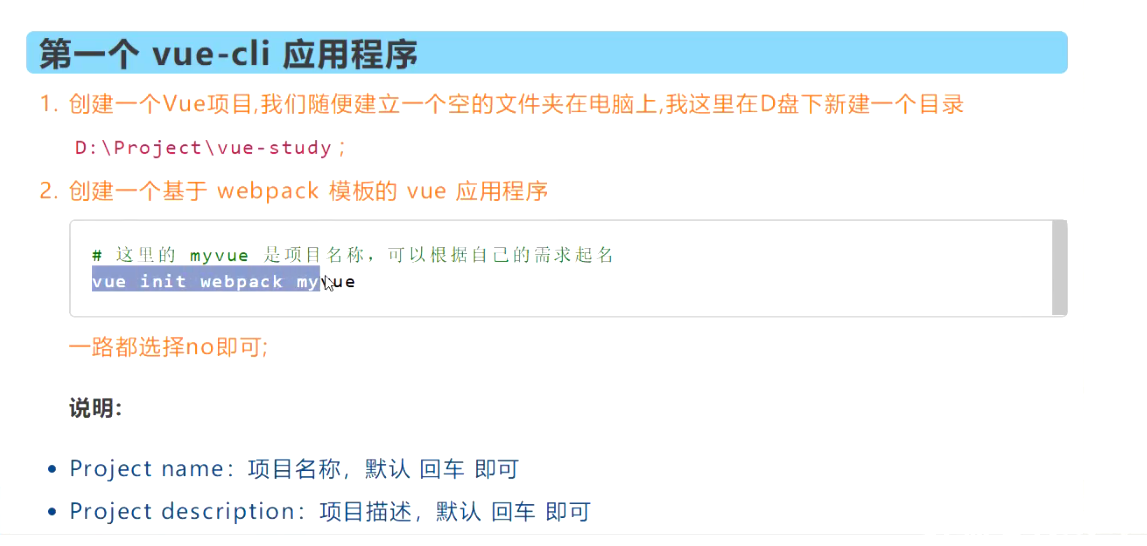 第一个 vue-cli 应用程序
1. 创建一个Vue项目,我们随便建立一个空的文件夹在电脑上,我这里在D盘下新建一个目录
D:\Project\vue-study ;
2. 创建一个基于 webpack 模板的 vue 应用程序
# 这里的 myvue 是项目名称，可以根据自己的需求起名
vue init webpack myvue
一路都选择no即可;
说明:
• Project name：项目名称，默认 回车 即可
• Project description：项目描述，默认 回车 即可